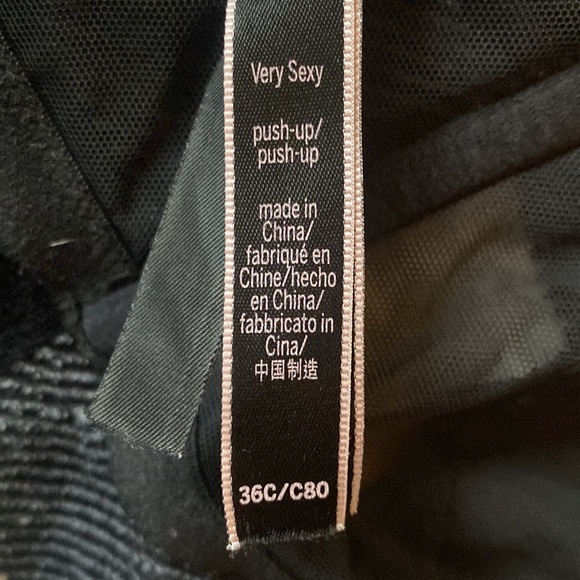 Very Sexy
push-up/
push-up
made in
China/
fabriqué en
Chine/hecho
en China/
fabbricato in
Cina/
中国制造
36C/C80